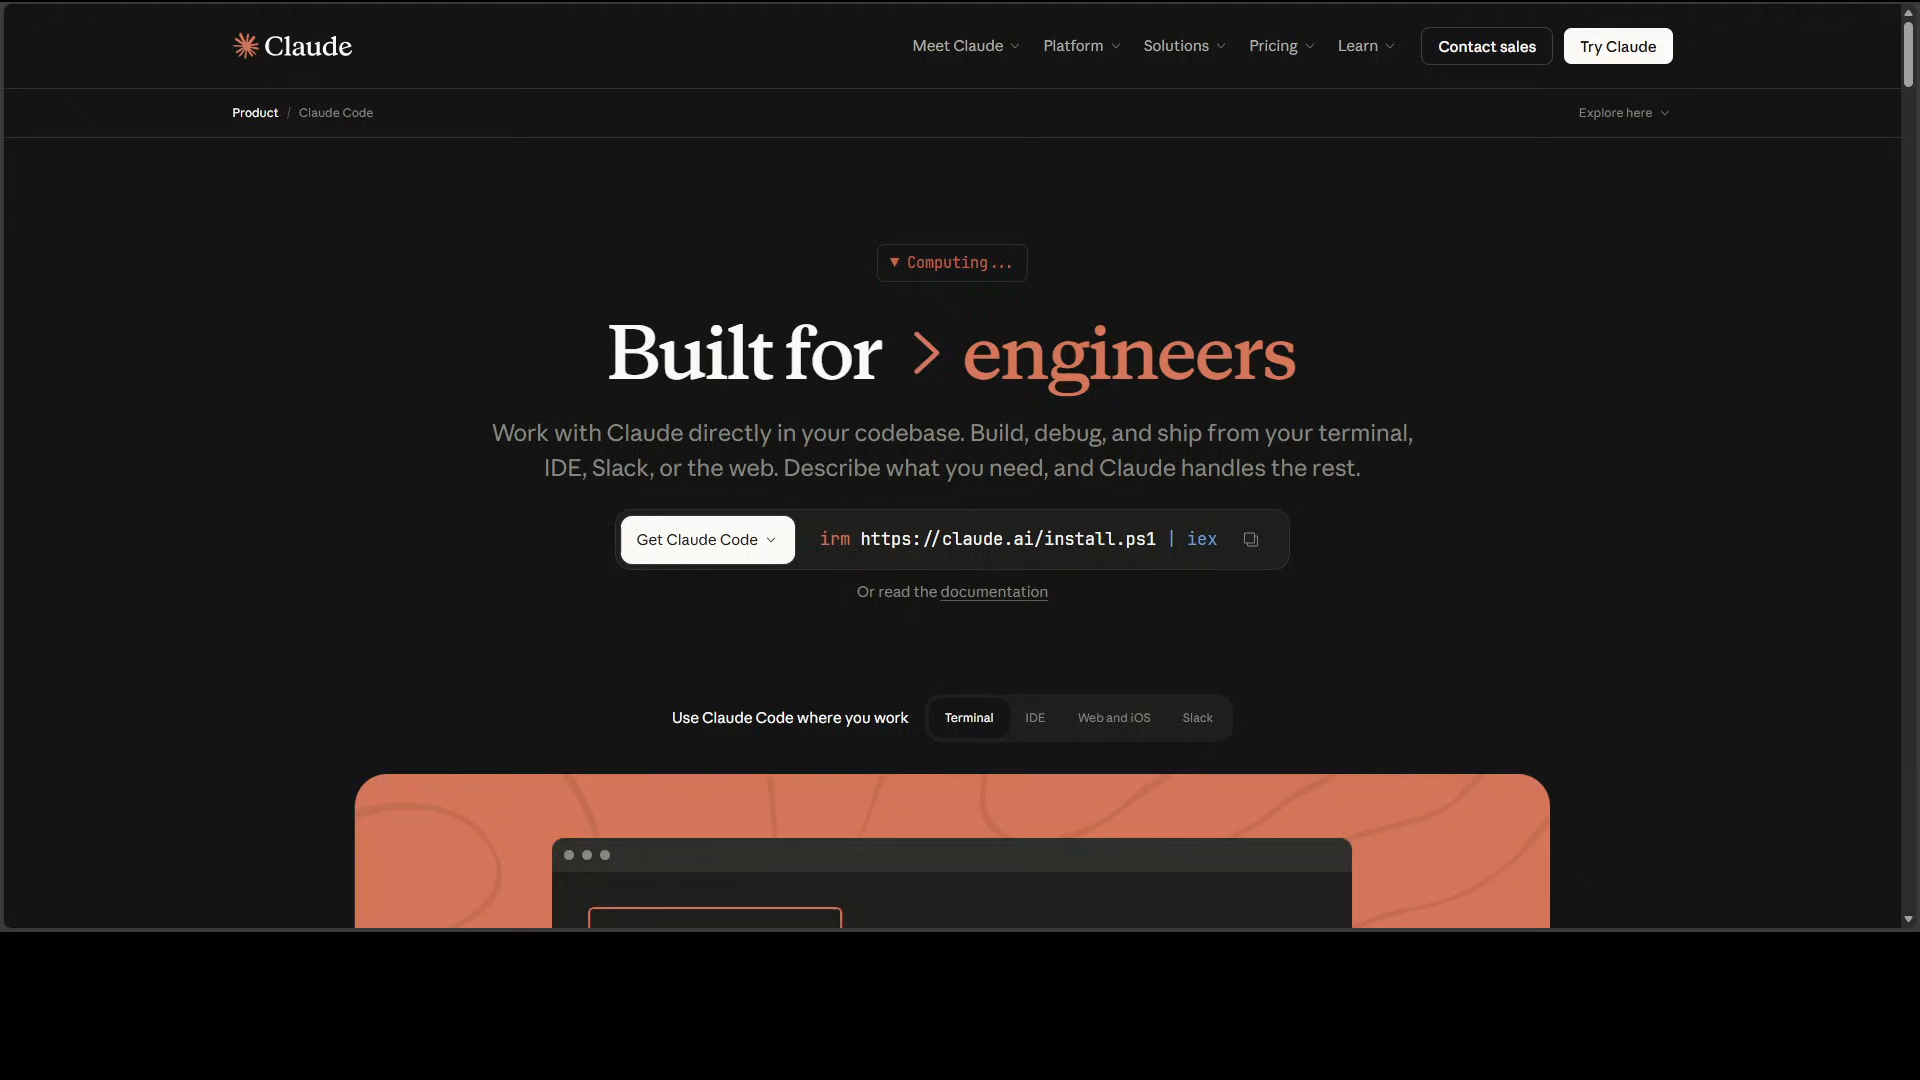 Claude
Meet Claude
Platform
Solutions
Pricing
Learn
Contact sales
Try Claude
Product / Claude Code
Explore here
Computing...
Built for > engineers
Work with Claude directly in your codebase. Build, debug, and ship from your terminal,
IDE, Slack, or the web. Describe what you need, and Claude handles the rest.
Get Claude Code
irm https://claude.ai/install.ps1 | iex
Or read the documentation
Use Claude Code where you work
Terminal
IDE
Web and iOS
Slack